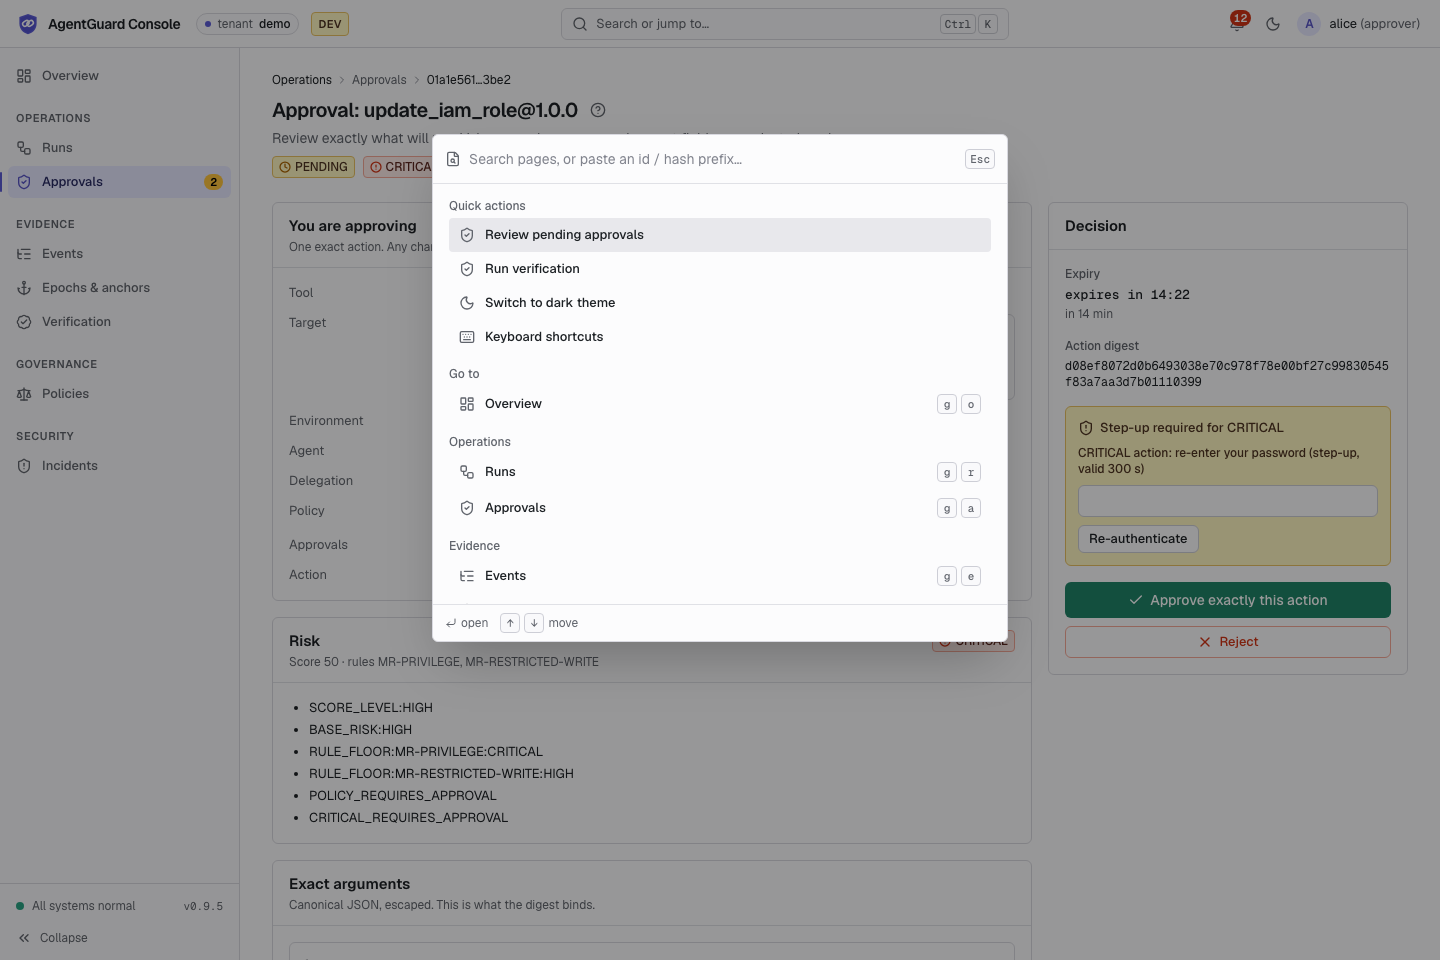 AgentGuard Console
tenant demo
DEV
Search or jump to...
Ctrl K
12
A
alice (approver)
Overview
OPERATIONS
Runs
Approvals
2
EVIDENCE
Events
Epochs & anchors
Verification
GOVERNANCE
Policies
SECURITY
Incidents
All systems normal
v0.9.5
Collapse
Operations > Approvals > 01a1e561...3be2
Approval: update_iam_role@1.0.0
Review exactly what will
PENDING
You are approving
One exact action. Any
Tool
Target
Environment
Agent
Delegation
Policy
Approvals
Action
Search pages, or paste an id / hash prefix...
Esc
Quick actions
Review pending approvals
Run verification
Switch to dark theme
Keyboard shortcuts
Go to
Overview
g o
Operations
Runs
g r
Approvals
g a
Evidence
Events
g e
open
move
Risk
Score 50 · rules MR-PRIVILEGE, MR-RESTRICTED-WRITE
CRITICAL
SCORE_LEVEL:HIGH
BASE_RISK:HIGH
RULE_FLOOR:MR-PRIVILEGE:CRITICAL
RULE_FLOOR:MR-RESTRICTED-WRITE:HIGH
POLICY_REQUIRES_APPROVAL
CRITICAL_REQUIRES_APPROVAL
Exact arguments
Canonical JSON, escaped. This is what the digest binds.
Decision
Expiry
expires in 14:22
in 14 min
Action digest
d08ef8072d0b6493038e70c978f78e00bf27c99830545
f83a7aa3d7b01110399
Step-up required for CRITICAL
CRITICAL action: re-enter your password (step-up,
valid 300 s)
Re-authenticate
Approve exactly this action
Reject